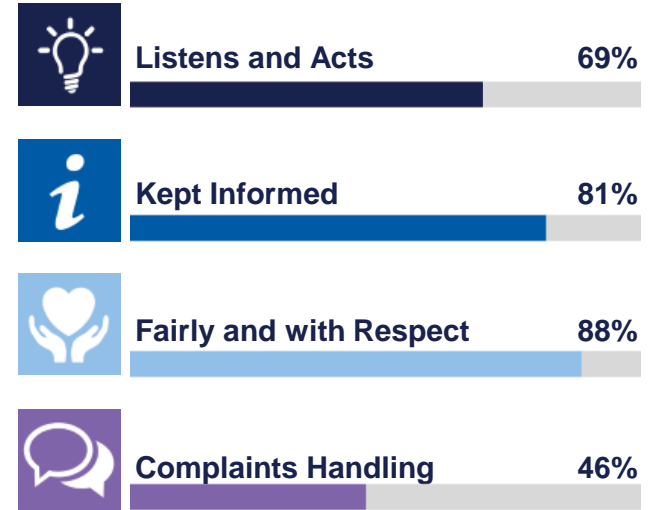 Listens and Acts 69%
Kept Informed 81%
Fairly and with Respect 88%
Complaints Handling 46%